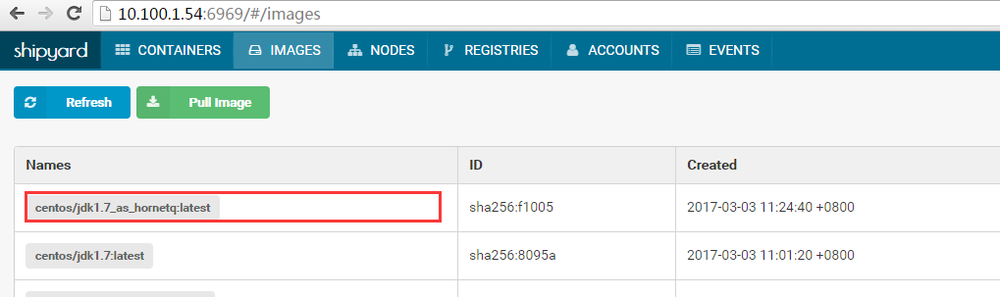 10.100.1.54:6969/#/images
shipyard CONTAINERS IMAGES NODES REGISTRIES ACCOUNTS EVENTS
Refresh Pull Image
Names ID Created
centos/jdk1.7_as_hornetq:latest sha256:f1005 2017-03-03 11:24:40 +0800
centos/jdk1.7:latest sha256:8095a 2017-03-03 11:01:20 +0800